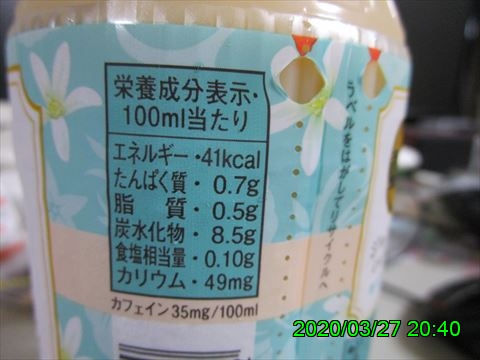 栄養成分表示・
100ml当たり
エネルギー・41kcal
たんぱく質・0.7g
脂質・0.5g
炭水化物・8.5g
食塩相当量・0.10g
カリウム・49mg
カフェイン35mg/100ml
ラベルをはがしてリサイクルへ
2020/03/27 20:40